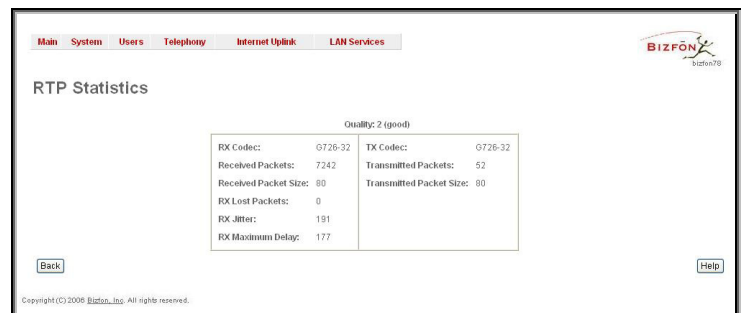 Main System Users Telephony Internet Uplink LAN Services
BIZFŌN
bizfon78
RTP Statistics
Quality: 2 (good)
RX Codec: G726-32 TX Codec: G726-32
Received Packets: 7242 Transmitted Packets: 52
Received Packet Size: 80 Transmitted Packet Size: 80
RX Lost Packets: 0
RX Jitter: 191
RX Maximum Delay: 177
Back Help
Copyright (C) 2006 Bizfon, Inc. All rights reserved.